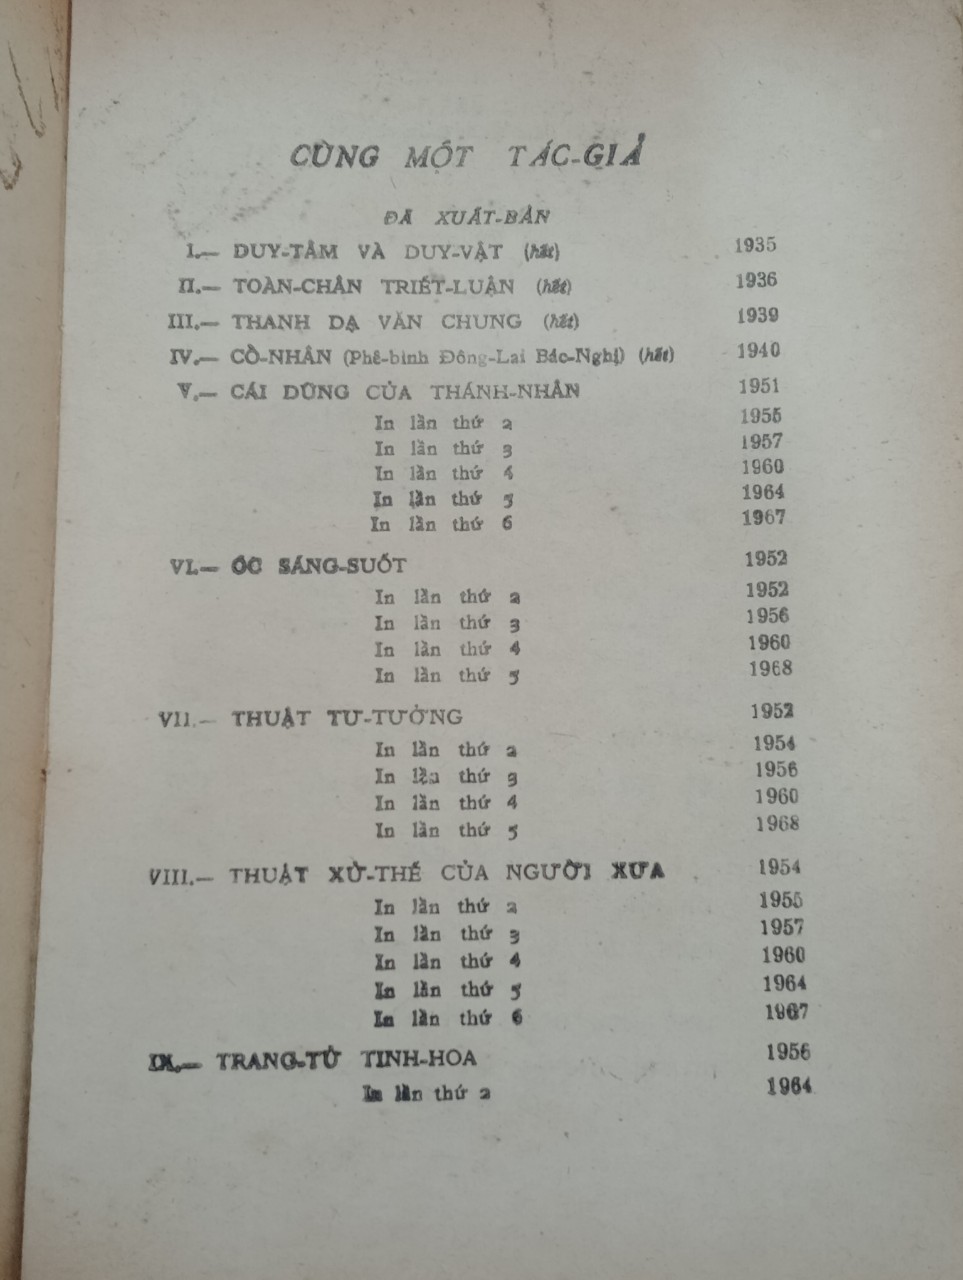 CÙNG MỘT TÁC-GIẢ
ĐÃ XUẤT-BẢN
I.— DUY-TÂM VÀ DUY-VẬT (hết) 1935
II.— TOÀN-CHÂN TRIẾT-LUẬN (hết) 1936
III.— THANH DẠ VĂN CHUNG (hết) 1939
IV.— CỔ-NHÂN (Phê-bình Đông-Lai Bác-Nghị) (hết) 1940
V.— CÁI DŨNG CỦA THÁNH-NHÂN 1951
In lần thứ 2 1955
In lần thứ 3 1957
In lần thứ 4 1960
In lần thứ 5 1964
In lần thứ 6 1967
VI.— ÓC SÁNG-SUỐT 1952
In lần thứ 2 1952
In lần thứ 3 1956
In lần thứ 4 1960
In lần thứ 5 1968
VII.— THUẬT TƯ-TƯỞNG 1952
In lần thứ 2 1954
In lần thứ 3 1956
In lần thứ 4 1960
In lần thứ 5 1968
VIII.— THUẬT XỬ-THẾ CỦA NGƯỜI XƯA 1954
In lần thứ 2 1955
In lần thứ 3 1957
In lần thứ 4 1960
In lần thứ 5 1964
In lần thứ 6 1967
IX.— TRANG-TỬ TINH-HOA 1956
In lần thứ 2 1964